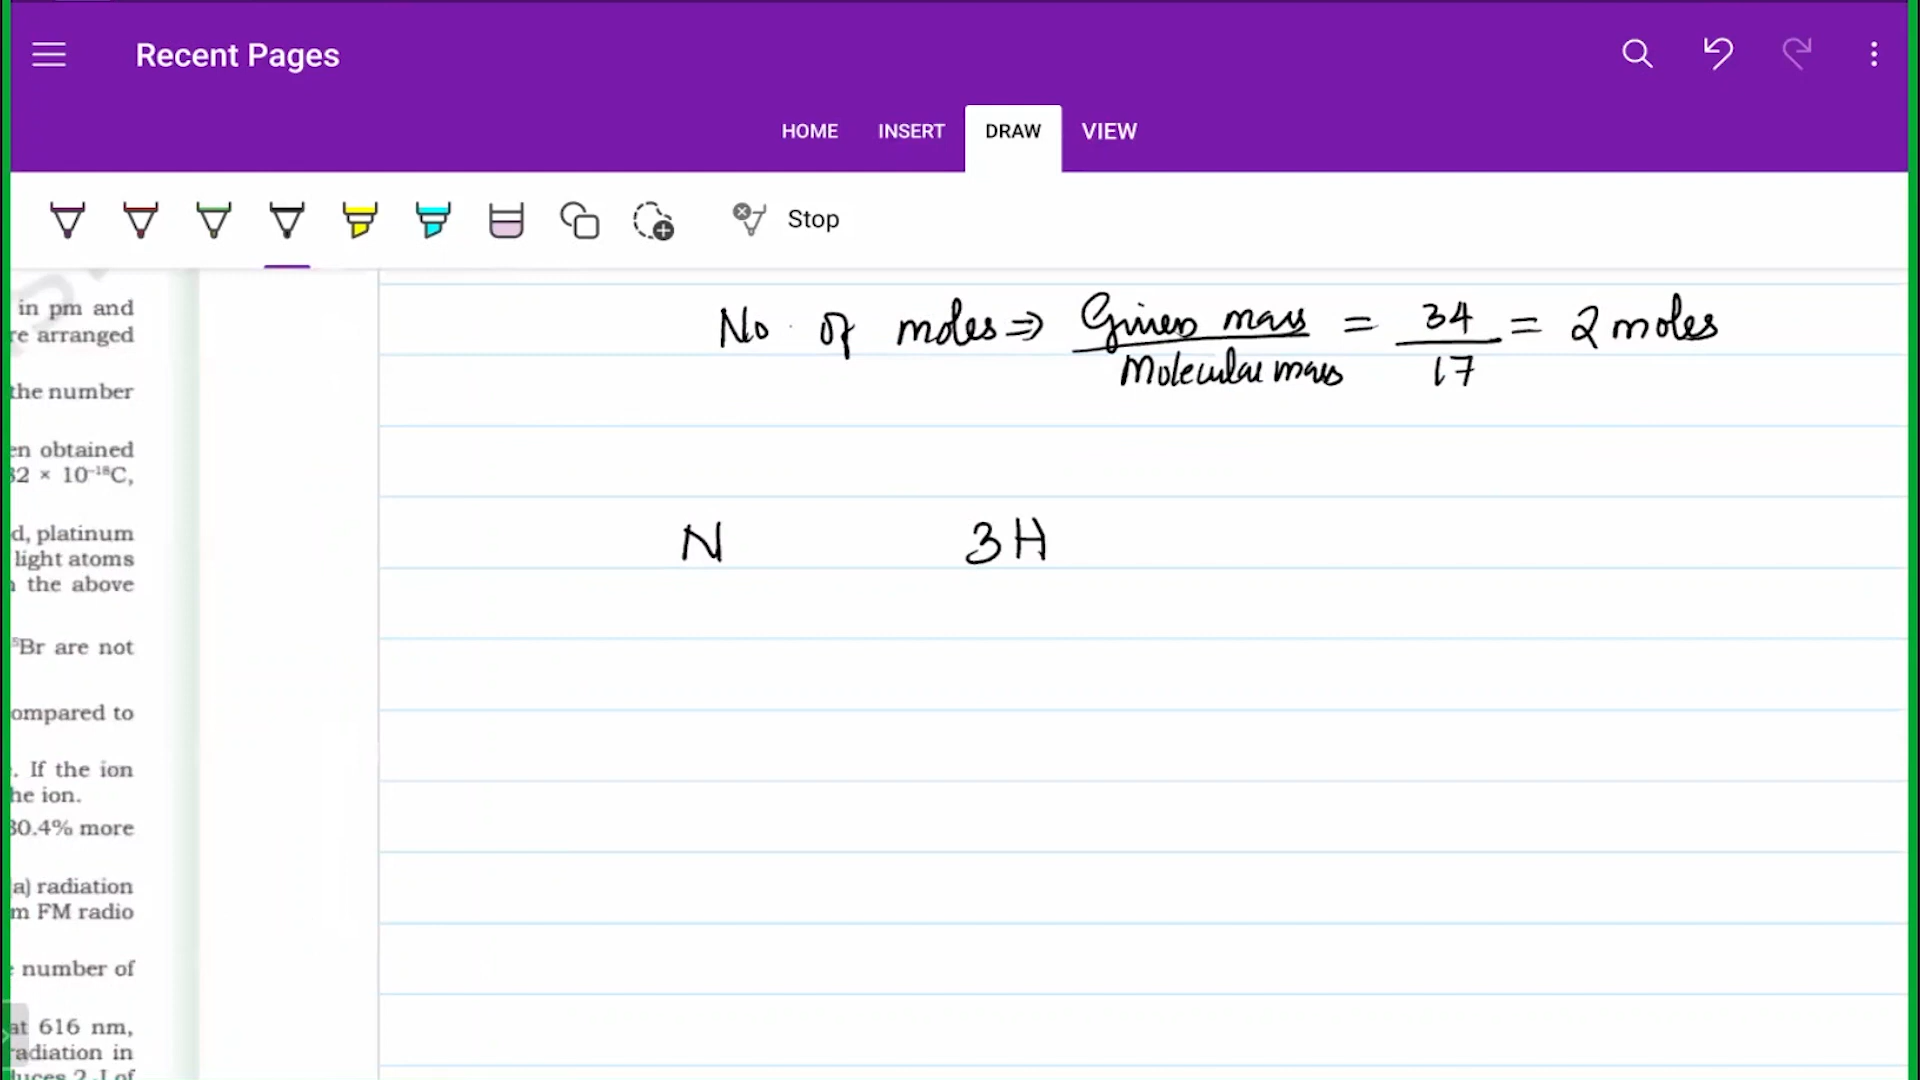 Recent Pages
HOME INSERT DRAW VIEW
Stop
in pm and
re arranged
the number
en obtained
32 × 10⁻¹⁸C,
d, platinum
light atoms
the above
Br are not
ompared to
. If the ion
he ion.
30.4% more
a) radiation
m FM radio
number of
at 616 nm,
radiation in
duces 2 J of
No. of moles ⇒ Given mass = 34 = 2 moles
Molecular mass 17
N 3H